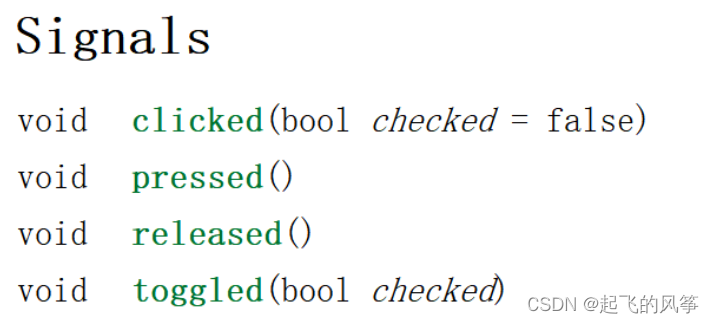 Signals
void clicked(bool checked = false)
void pressed()
void released()
void toggled(bool checked)
CSDN @起飞的风筝